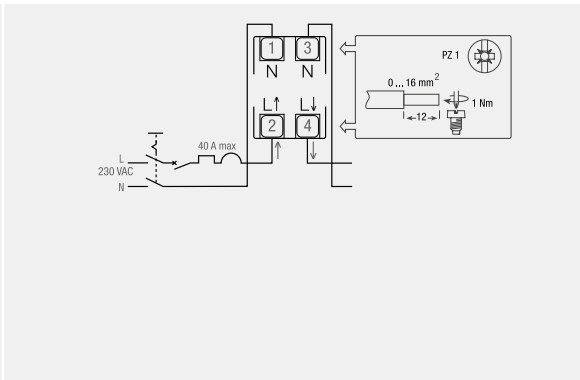 1 3
N N
L↑ L↓
2 4
PZ 1
0 ... 16 mm²
1 Nm
12
40 A max
L
230 VAC
N